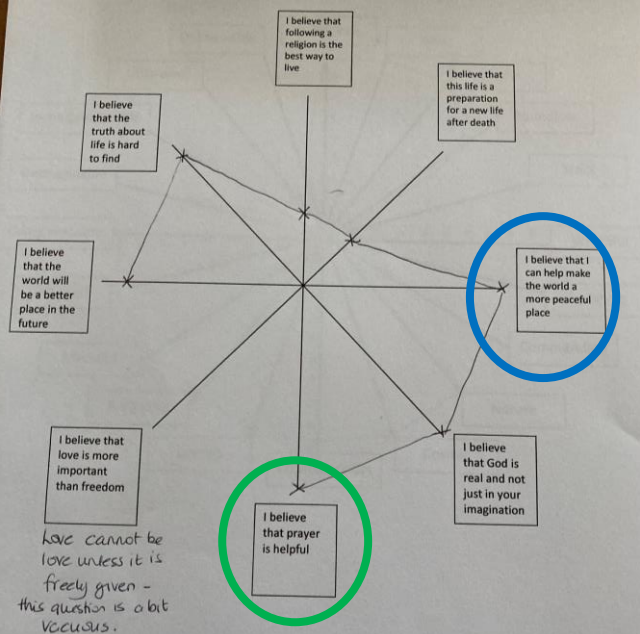 I believe that
following a
religion is the
best way to
live
I believe that
this life is a
preparation
for a new life
after death
I believe
that the
truth about
life is hard
to find
I believe
that the
world will
be a better
place in the
future
I believe that I
can help make
the world a
more peaceful
place
I believe that
love is more
important
than freedom
I believe
that God is
real and not
just in your
imagination
I believe
that prayer
is helpful
Love cannot be
love unless it is
freely given -
this question is a bit